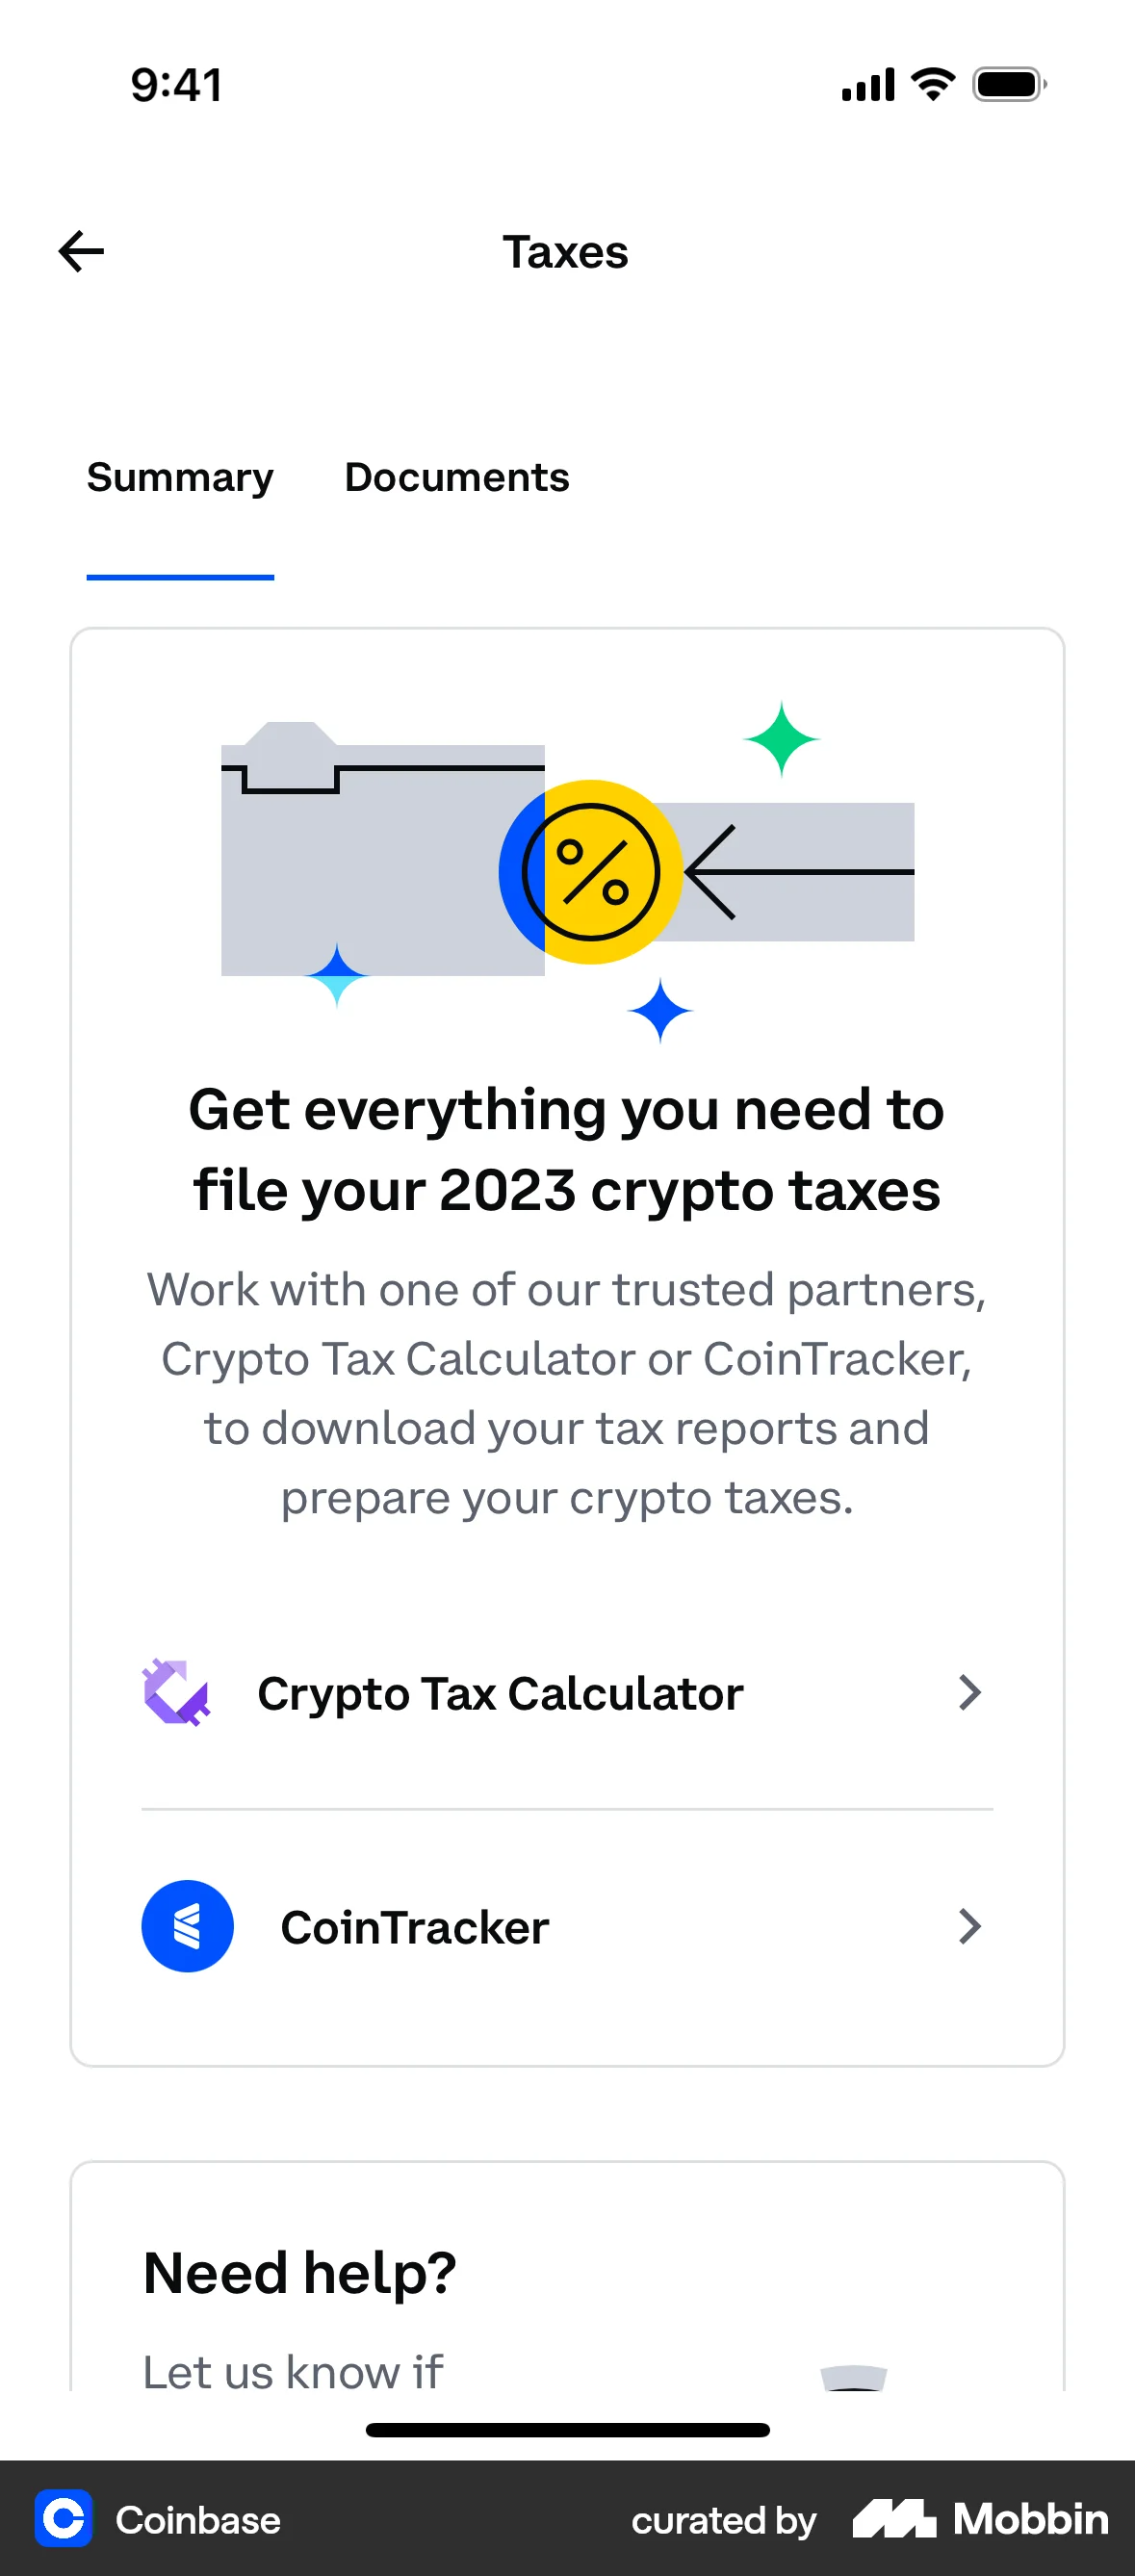 9:41
Taxes
Summary Documents
%
Get everything you need to
file your 2023 crypto taxes
Work with one of our trusted partners,
Crypto Tax Calculator or CoinTracker,
to download your tax reports and
prepare your crypto taxes.
Crypto Tax Calculator
CoinTracker
Need help?
Let us know if
Coinbase curated by Mobbin